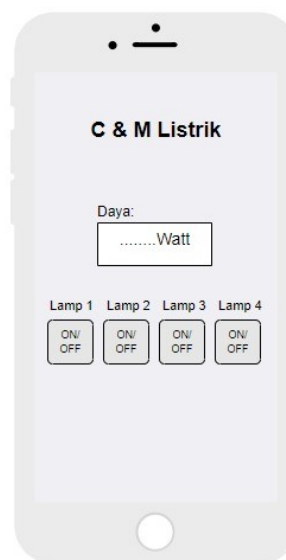 C & M Listrik
Daya:
........Watt
Lamp 1 Lamp 2 Lamp 3 Lamp 4
ON/ ON/ ON/ ON/
OFF OFF OFF OFF